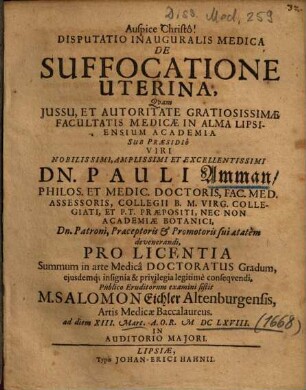 Diss. Med. 259
Auspice Christô!
DISPUTATIO INAUGURALIS MEDICA
DE
SUFFOCATIONE
UTERINA,
Quam
JUSSU, ET AUTORITATE GRATIOSISSIMÆ
FACULTATIS MEDICÆ IN ALMA LIPSI-
ENSIUM ACADEMIA
SUB PRÆSIDIÔ
VIRI
NOBILISSIMI, AMPLISSIMI ET EXCELLENTISSIMI
DN. PAULI Amman/
PHILOS. ET MEDIC. DOCTORIS, FAC. MED.
ASSESSORIS, COLLEGII B. M. VIRG. COLLE-
GIATI, ET P.T. PRÆPOSITI, NEC NON
ACADEMIÆ BOTANICI,
Dn. Patroni, Præceptoris & Promotoris sui ætatem
devenerandi,
PRO LICENTIA
Summum in arte Medicâ DOCTORATUS Gradum,
ejusdemq; insignia & privilegia legitimè conseqvendi,
Publico Eruditorum examini sistit
M. SALOMON Eichler Altenburgensis,
Artis Medicæ Baccalaureus.
ad diem XIII. Mart. A.O.R. M DC LXVIII.
(1668)
IN
AUDITORIO MAJORI.
LIPSIÆ,
Typis JOHAN-ERICI HAHNII.